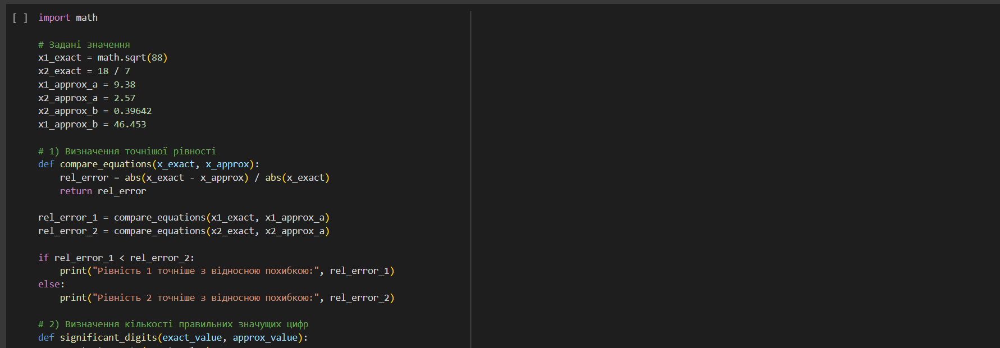 [ ] import math
# Задані значення
x1_exact = math.sqrt(88)
x2_exact = 18 / 7
x1_approx_a = 9.38
x2_approx_a = 2.57
x2_approx_b = 0.39642
x1_approx_b = 46.453
# 1) Визначення точнішої рівності
def compare_equations(x_exact, x_approx):
    rel_error = abs(x_exact - x_approx) / abs(x_exact)
    return rel_error
rel_error_1 = compare_equations(x1_exact, x1_approx_a)
rel_error_2 = compare_equations(x2_exact, x2_approx_a)
if rel_error_1 < rel_error_2:
    print("Рівність 1 точніше з відносною похибкою:", rel_error_1)
else:
    print("Рівність 2 точніше з відносною похибкою:", rel_error_2)
# 2) Визначення кількості правильних значущих цифр
def significant_digits(exact_value, approx_value):